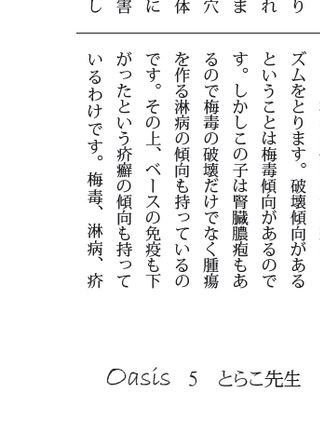 り
れ
ま
穴
体
に
害
し
ズムをとります。破壊傾向がある
ということは梅毒傾向があるので
す。しかしこの子は腎臓膿疱もあ
るので梅毒の破壊だけでなく腫瘍
を作る淋病の傾向も持っているの
です。その上、ベースの免疫も下
がったという疥癬の傾向も持って
いるわけです。梅毒、淋病、疥
Oasis 5 とらこ先生